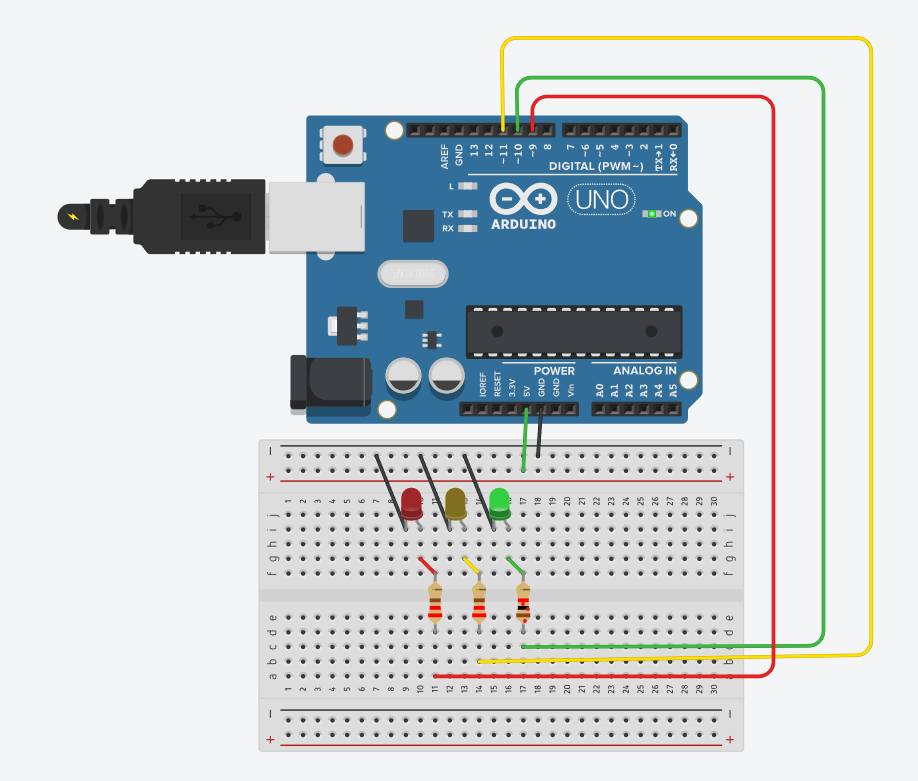 AREF
GND
13
12
~11
~10
~9
8
7
~6
~5
4
~3
2
TX→1
RX←0
DIGITAL (PWM~)
L
TX
RX
ARDUINO
UNO
ON
POWER
ANALOG IN
IOREF
RESET
3.3V
5V
GND
GND
Vin
A0
A1
A2
A3
A4
A5
− −
+ +
1 2 3 4 5 6 7 8 9 10 11 12 13 14 15 16 17 18 19 20 21 22 23 24 25 26 27 28 29 30
j j
i i
h h
g g
f f
e e
d d
c c
b b
a a
1 2 3 4 5 6 7 8 9 10 11 12 13 14 15 16 17 18 19 20 21 22 23 24 25 26 27 28 29 30
− −
+ +